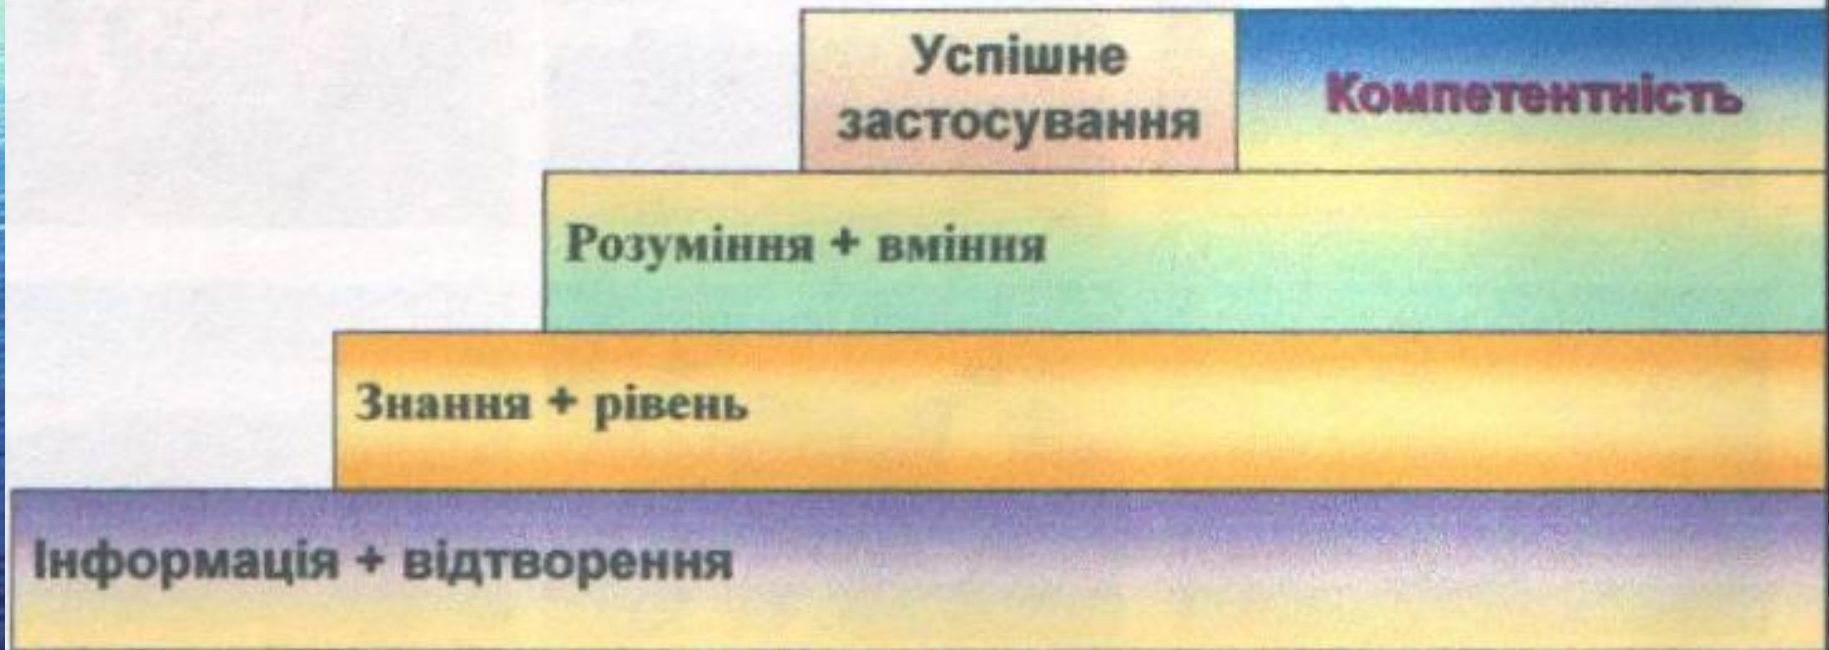 Успішне
застосування
Компетентність
Розуміння + вміння
Знання + рівень
Інформація + відтворення